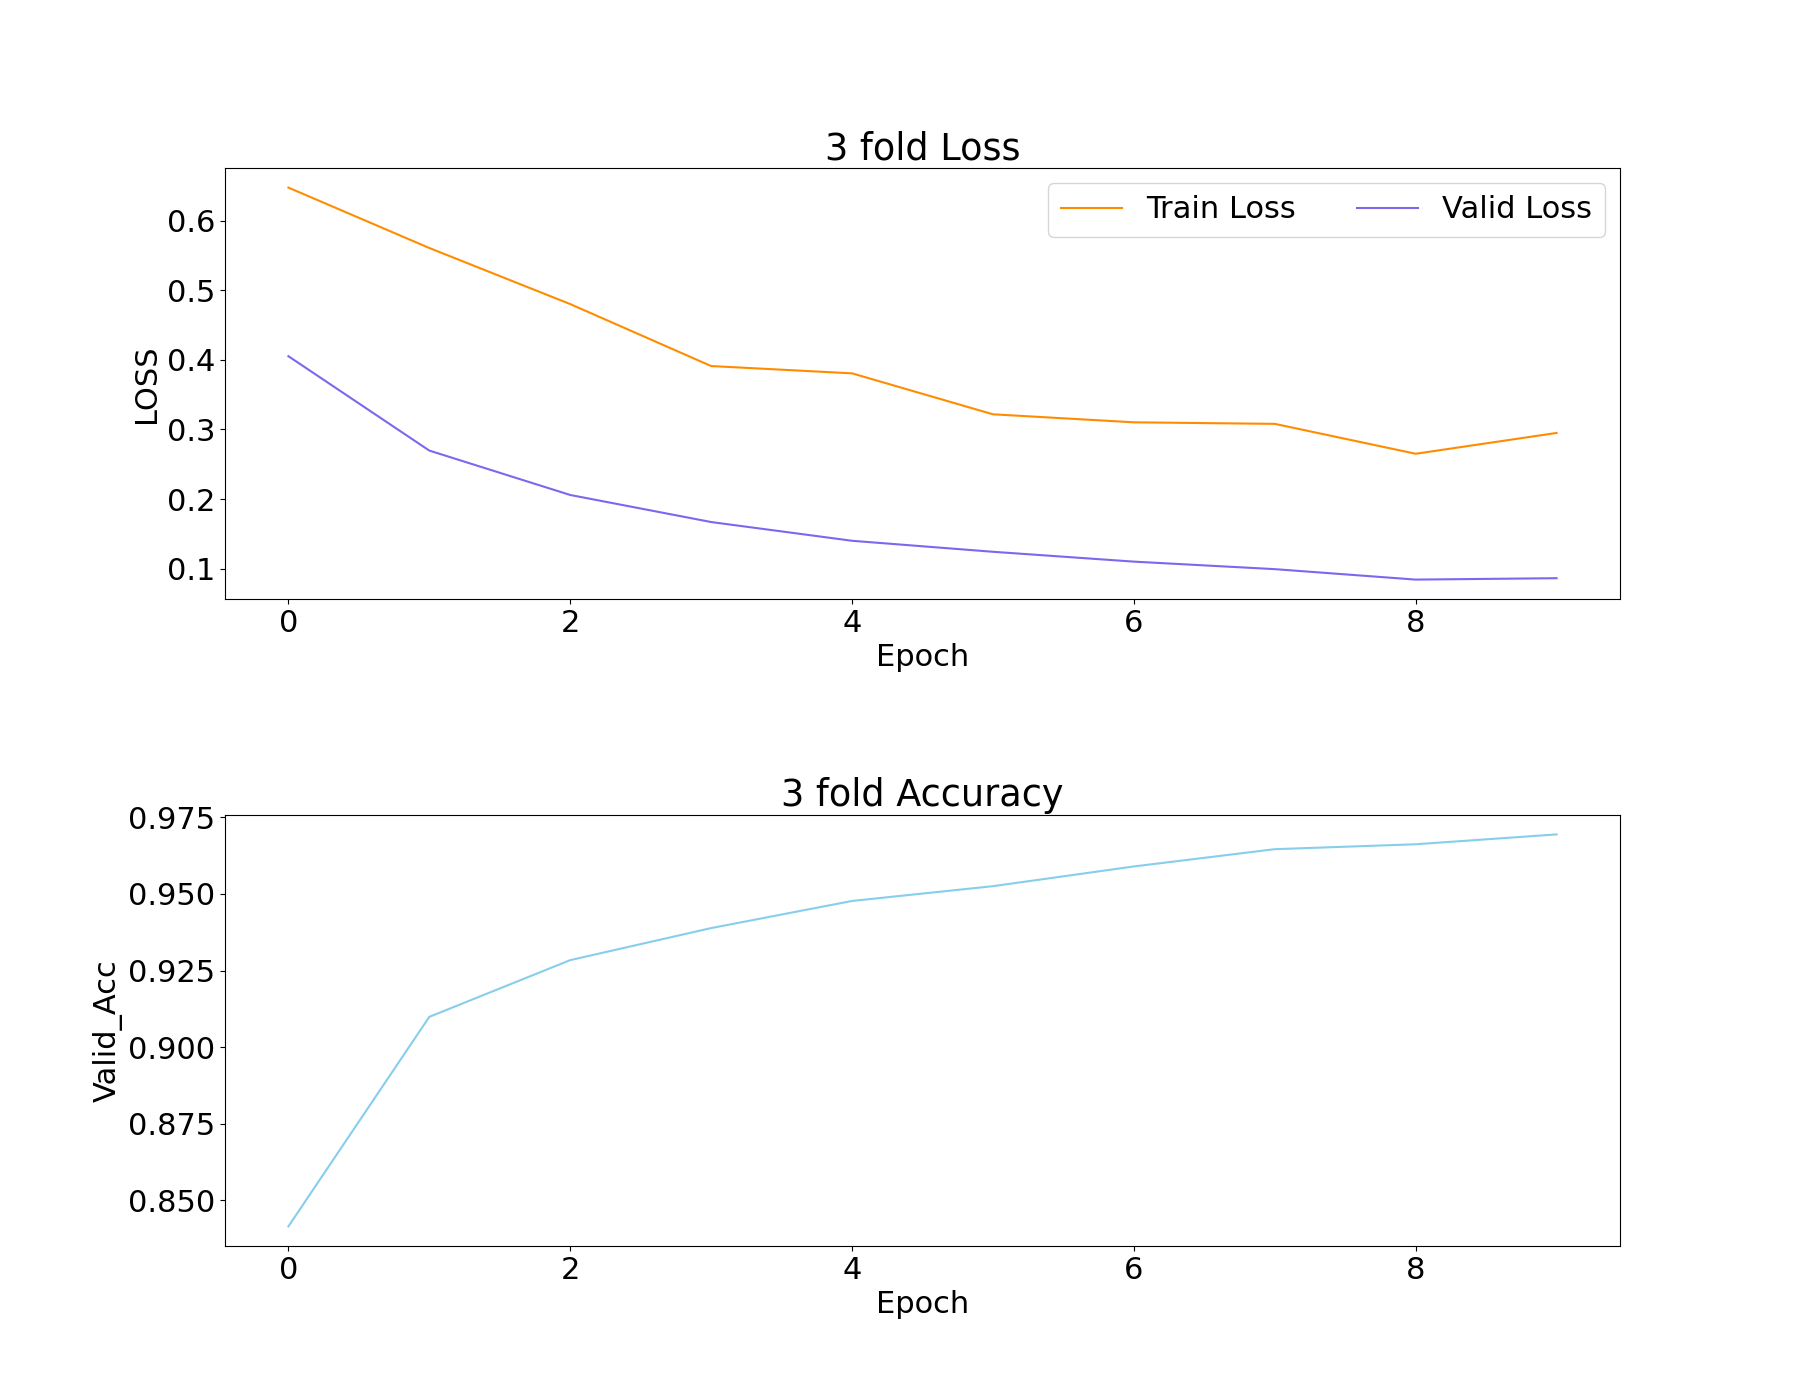 3 fold Loss
Train Loss Valid Loss
LOSS
0.6
0.5
0.4
0.3
0.2
0.1
0 2 4 6 8
Epoch
3 fold Accuracy
Valid_Acc
0.975
0.950
0.925
0.900
0.875
0.850
0 2 4 6 8
Epoch